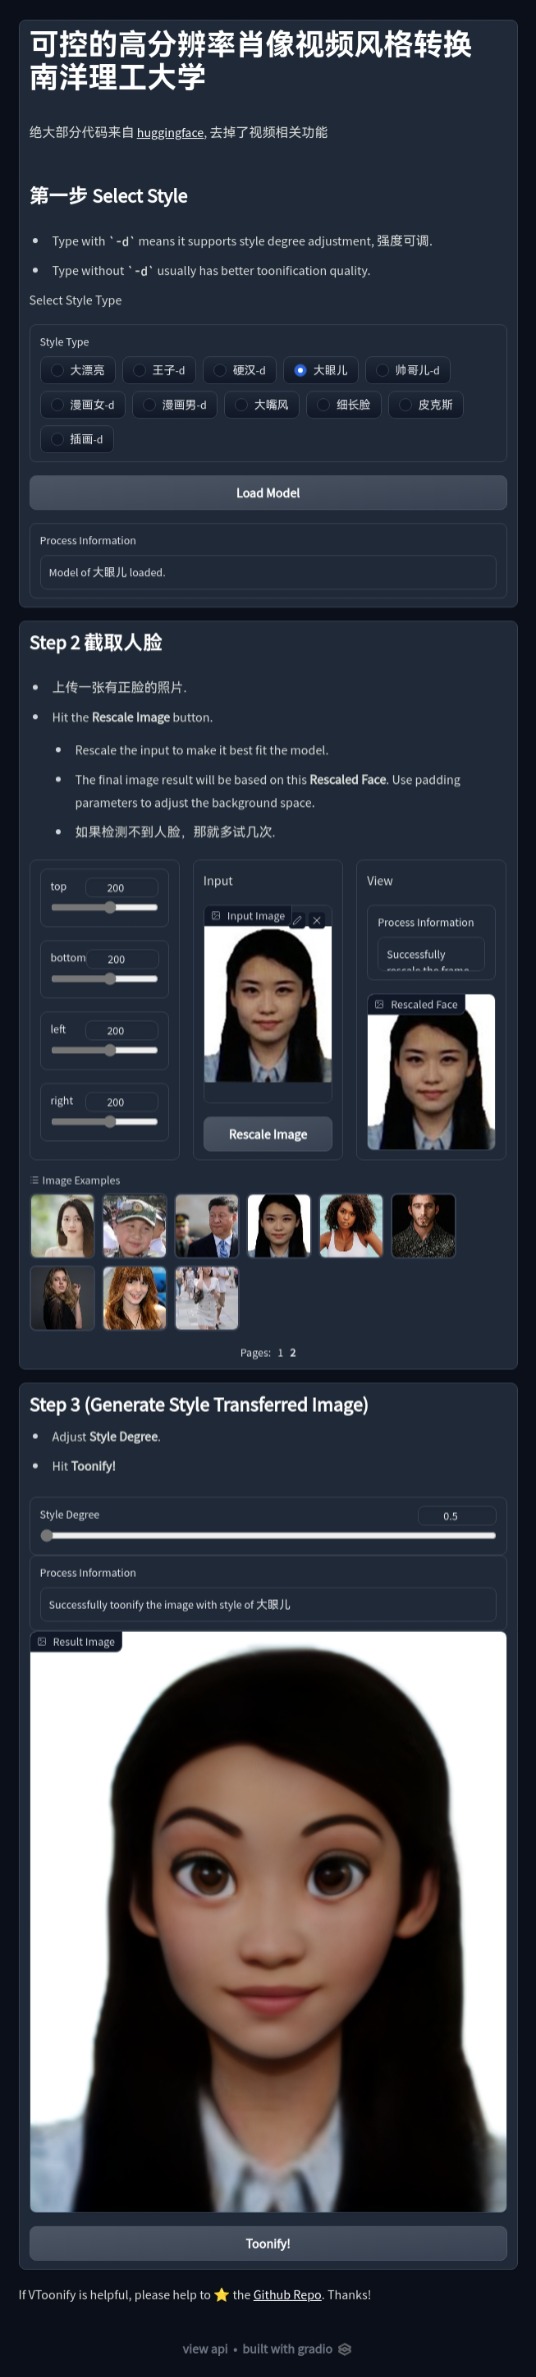 可控的高分辨率肖像视频风格转换
南洋理工大学
绝大部分代码来自 huggingface, 去掉了视频相关功能
第一步 Select Style
Type with `-d` means it supports style degree adjustment, 强度可调.
Type without `-d` usually has better toonification quality.
Select Style Type
Style Type
大漂亮 王子-d 硬汉-d 大眼儿 帅哥儿-d
漫画女-d 漫画男-d 大嘴风 细长脸 皮克斯
插画-d
Load Model
Process Information
Model of 大眼儿 loaded.
Step 2 截取人脸
上传一张有正脸的照片.
Hit the Rescale Image button.
Rescale the input to make it best fit the model.
The final image result will be based on this Rescaled Face. Use padding
parameters to adjust the background space.
如果检测不到人脸，那就多试几次.
top 200
bottom 200
left 200
right 200
Input
Input Image
Rescale Image
View
Process Information
Successfully
rescale the frame
Rescaled Face
Image Examples
Pages: 1 2
Step 3 (Generate Style Transferred Image)
Adjust Style Degree.
Hit Toonify!
Style Degree 0.5
Process Information
Successfully toonify the image with style of 大眼儿
Result Image
Toonify!
If VToonify is helpful, please help to ⭐ the Github Repo. Thanks!
view api • built with gradio